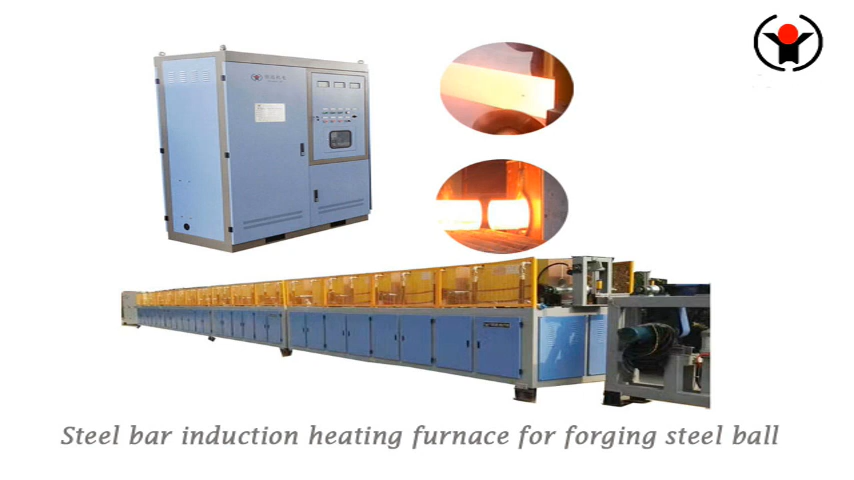 Steel bar induction heating furnace for forging steel ball